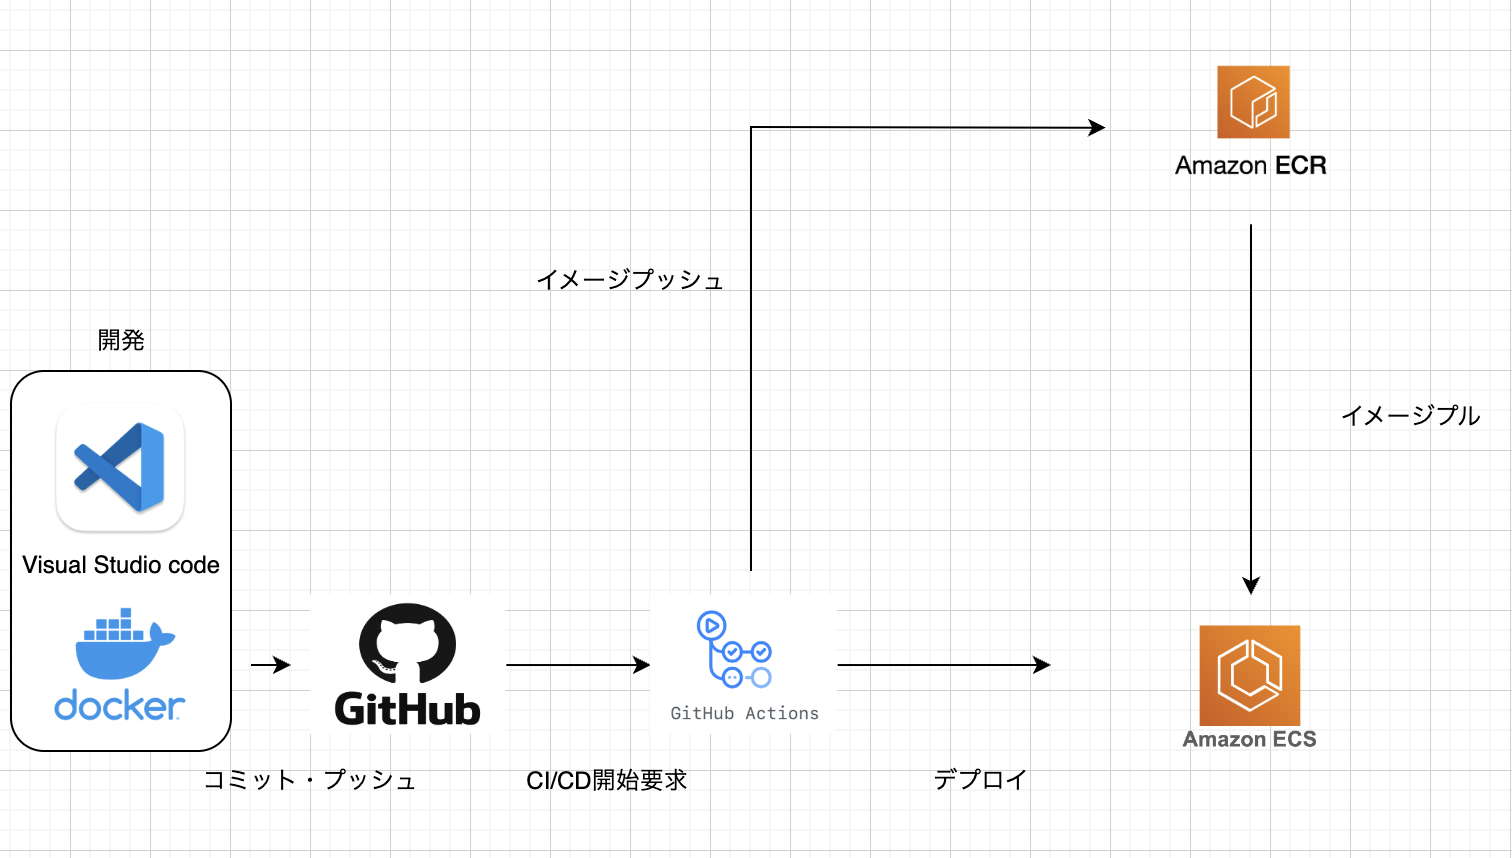 Amazon ECR
イメージプッシュ
開発
イメージプル
Visual Studio code
docker
GitHub
GitHub Actions
Amazon ECS
コミット・プッシュ
CI/CD開始要求
デプロイ